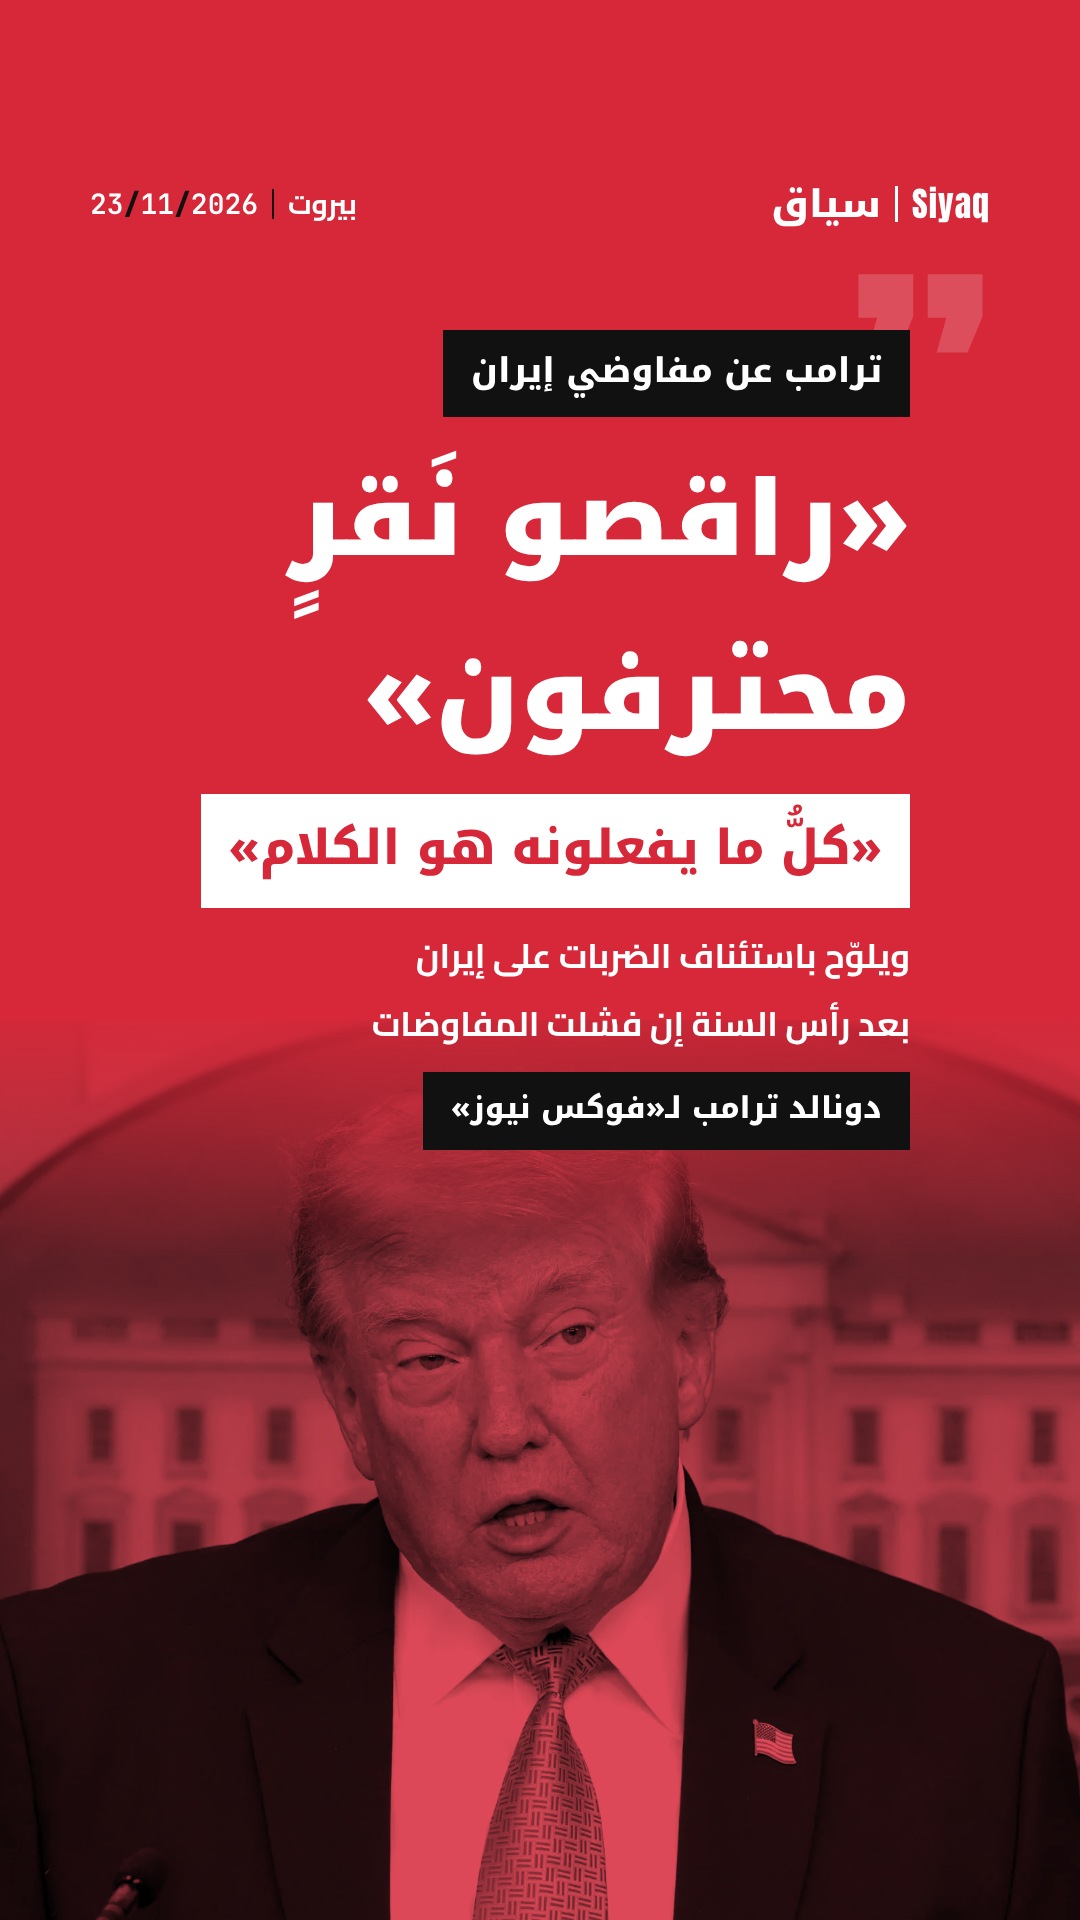 Siyaq | سياق
بيروت | 23/11/2026
”
ترامب عن مفاوضي إيران
«راقصو نَقرٍ
محترفون»
«كلُّ ما يفعلونه هو الكلام»
ويلوّح باستئناف الضربات على إيران
بعد رأس السنة إن فشلت المفاوضات
دونالد ترامب لـ«فوكس نيوز»